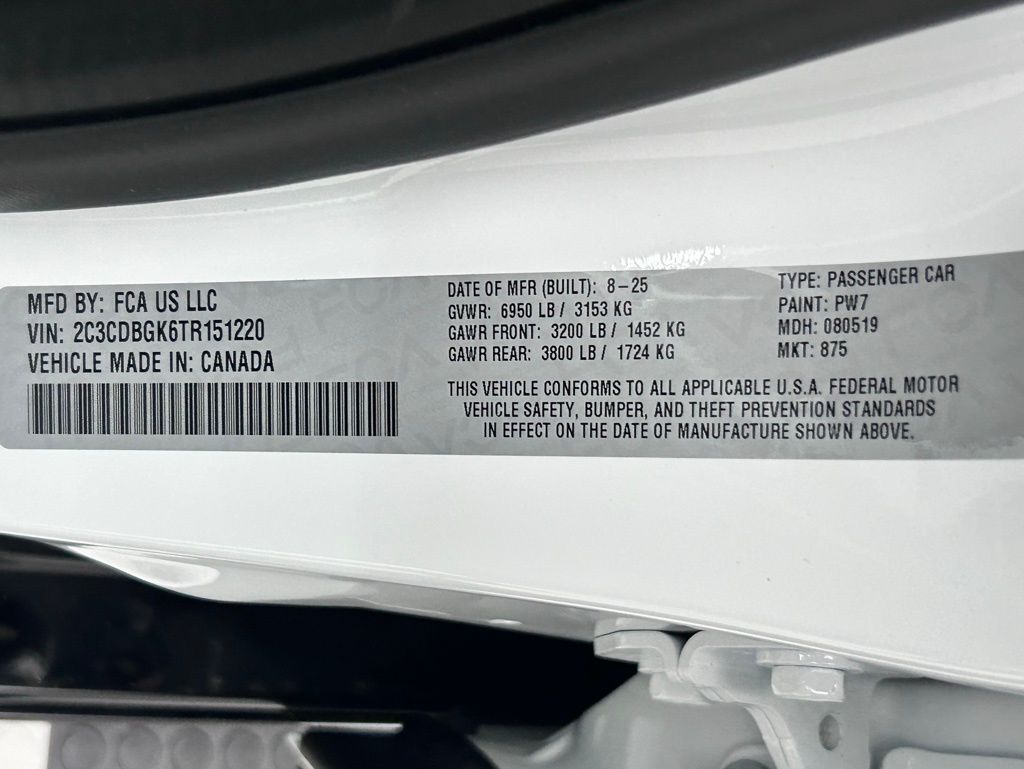 MFD BY: FCA US LLC
VIN: 2C3CDBGK6TR151220
VEHICLE MADE IN: CANADA
DATE OF MFR (BUILT): 8-25
GVWR: 6950 LB / 3153 KG
GAWR FRONT: 3200 LB / 1452 KG
GAWR REAR: 3800 LB / 1724 KG
TYPE: PASSENGER CAR
PAINT: PW7
MDH: 080519
MKT: 875
THIS VEHICLE CONFORMS TO ALL APPLICABLE U.S.A. FEDERAL MOTOR
VEHICLE SAFETY, BUMPER, AND THEFT PREVENTION STANDARDS
IN EFFECT ON THE DATE OF MANUFACTURE SHOWN ABOVE.